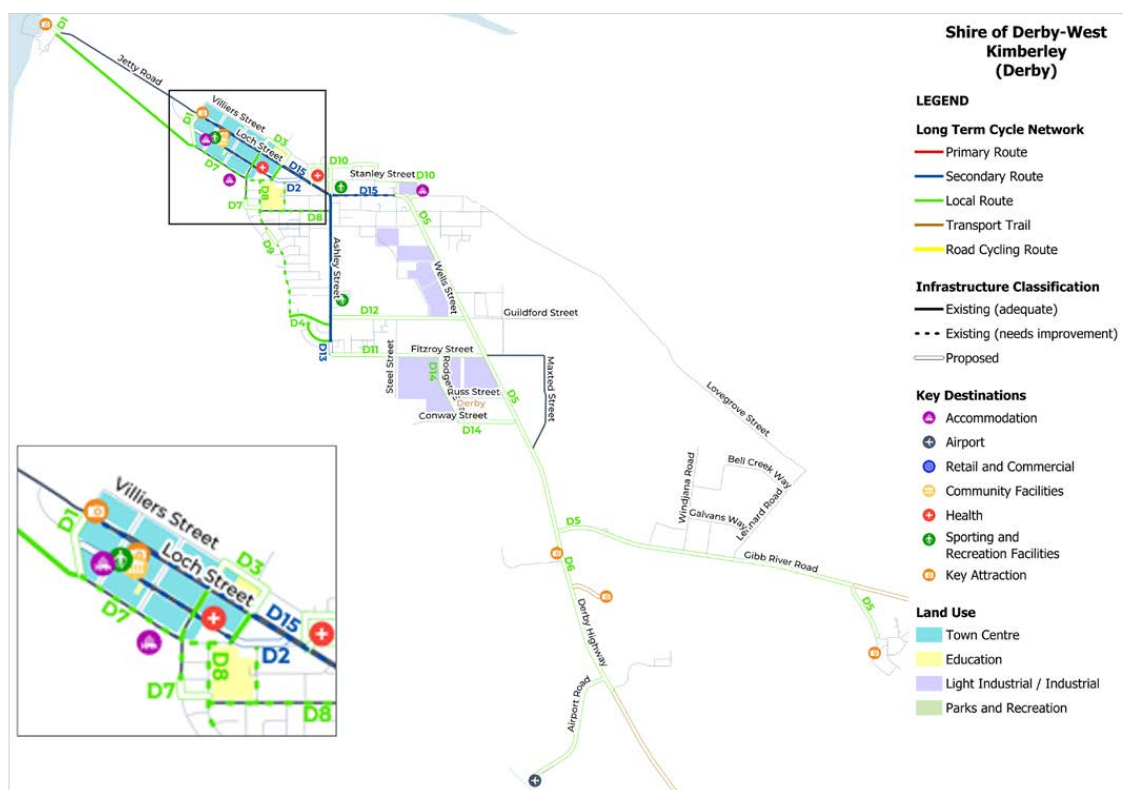 Shire of Derby-West
Kimberley
(Derby)
LEGEND
Long Term Cycle Network
Primary Route
Secondary Route
Local Route
Transport Trail
Road Cycling Route
Infrastructure Classification
Existing (adequate)
Existing (needs improvement)
Proposed
Key Destinations
Accommodation
Airport
Retail and Commercial
Community Facilities
Health
Sporting and
Recreation Facilities
Key Attraction
Land Use
Town Centre
Education
Light Industrial / Industrial
Parks and Recreation
D1
Jetty Road
Villiers Street
D1
Loch Street
D3
D7
D15
D10
Stanley Street
D10
D2
D15
D8
D7
D8
D5
D9
Ashley Street
Wells Street
D12
Guildford Street
D4
D13
D11
Fitzroy Street
Steel Street
D14
Maxted Street
D5
Russ Street
Derby
Conway Street
D14
Lovegrove Street
Windjana Road
Bell Creek Way
Galvans Way
Lennard Road
D5
Gibb River Road
D6
D5
Derby Highway
Airport Road
Villiers Street
D1
Loch Street
D3
D15
D7
D2
D8
D7
D8